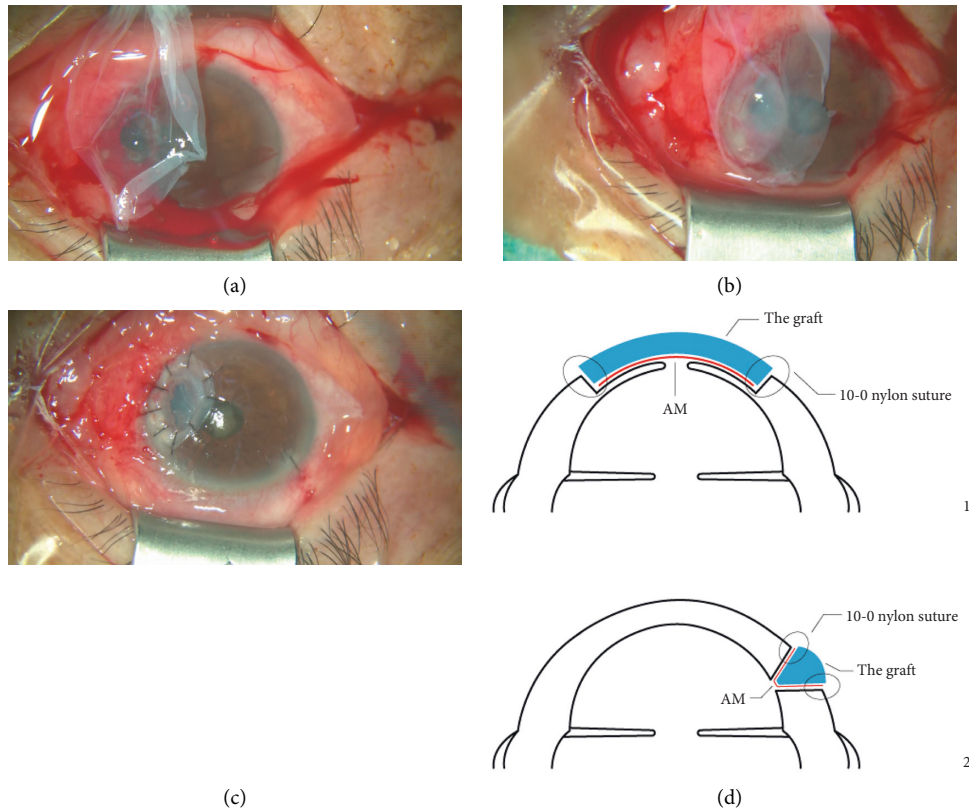 (a)
(b)
The graft
10-0 nylon suture
AM
1
10-0 nylon suture
The graft
AM
2
(c)
(d)